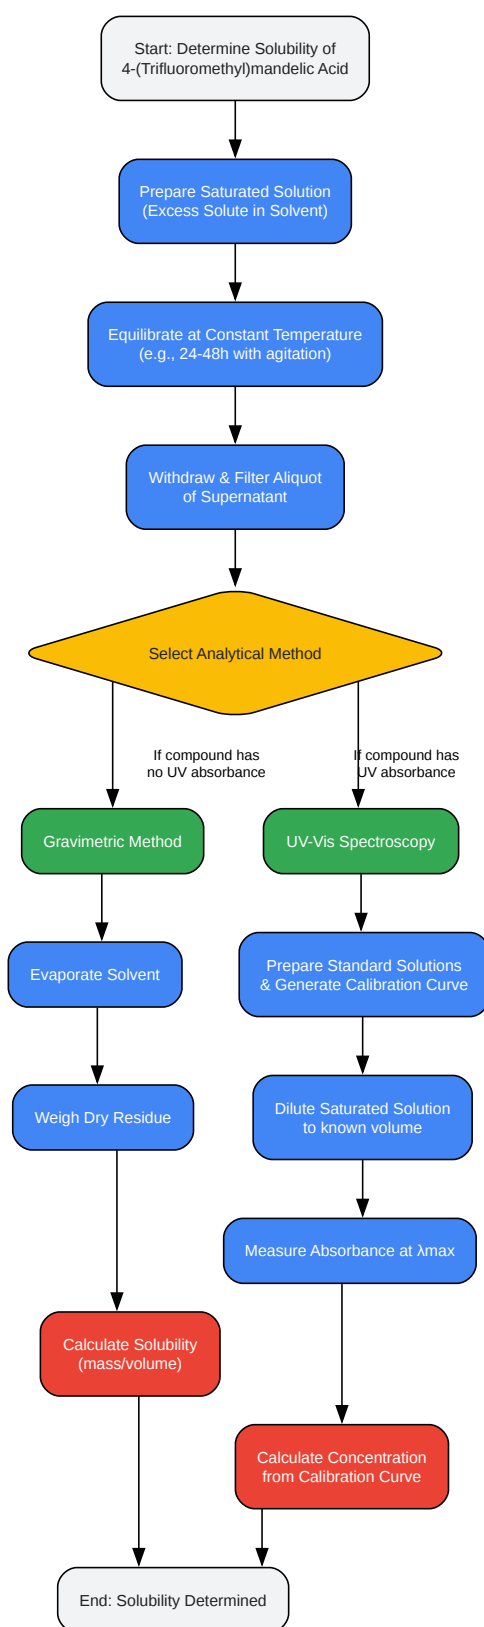 Start: Determine Solubility of
4-(Trifluoromethyl)mandelic Acid
Prepare Saturated Solution
(Excess Solute in Solvent)
Equilibrate at Constant Temperature
(e.g., 24-48h with agitation)
Withdraw & Filter Aliquot
of Supernatant
Select Analytical Method
If compound has
no UV absorbance
If compound has
UV absorbance
Gravimetric Method
UV-Vis Spectroscopy
Evaporate Solvent
Prepare Standard Solutions
& Generate Calibration Curve
Weigh Dry Residue
Dilute Saturated Solution
to known volume
Measure Absorbance at λmax
Calculate Solubility
(mass/volume)
Calculate Concentration
from Calibration Curve
End: Solubility Determined